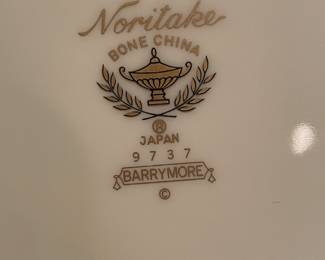 Noritake
BONE CHINA
®
JAPAN
9737
BARRYMORE
©